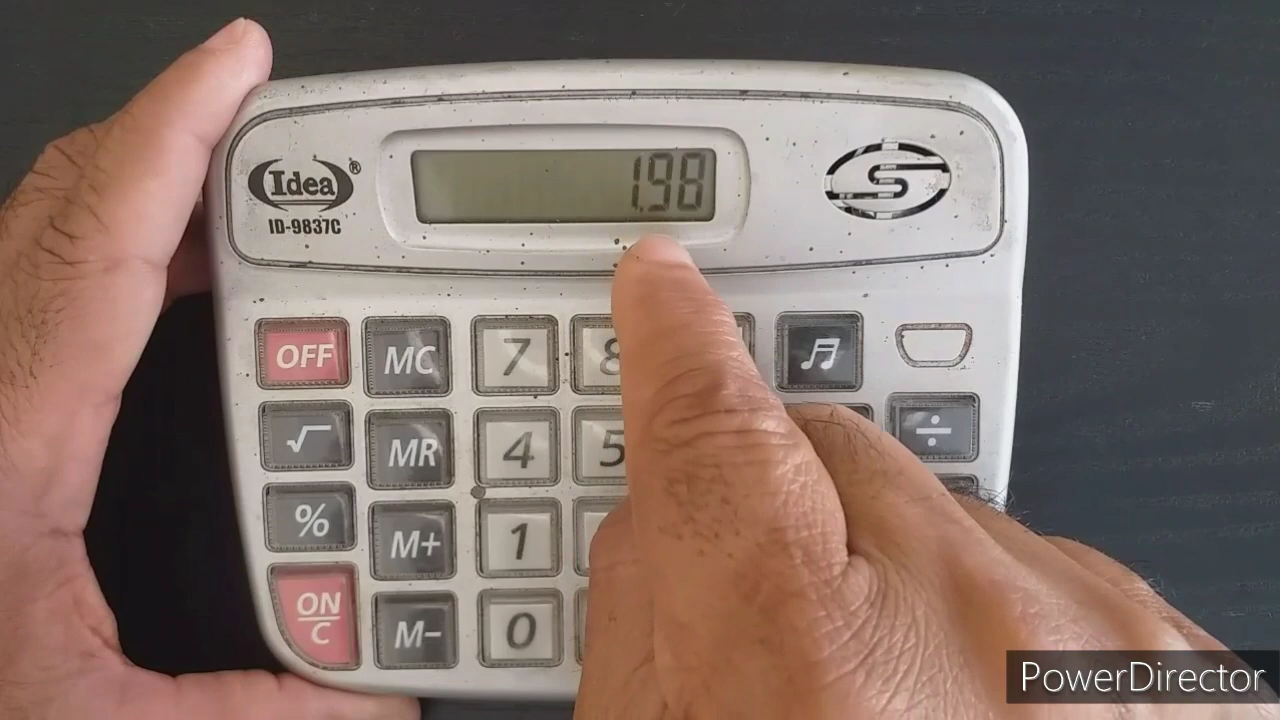 Idea®
ID-9837C
1.98
S
OFF MC 7 8
√ MR 4 5 ÷
% M+ 1
ON/C M- 0
PowerDirector